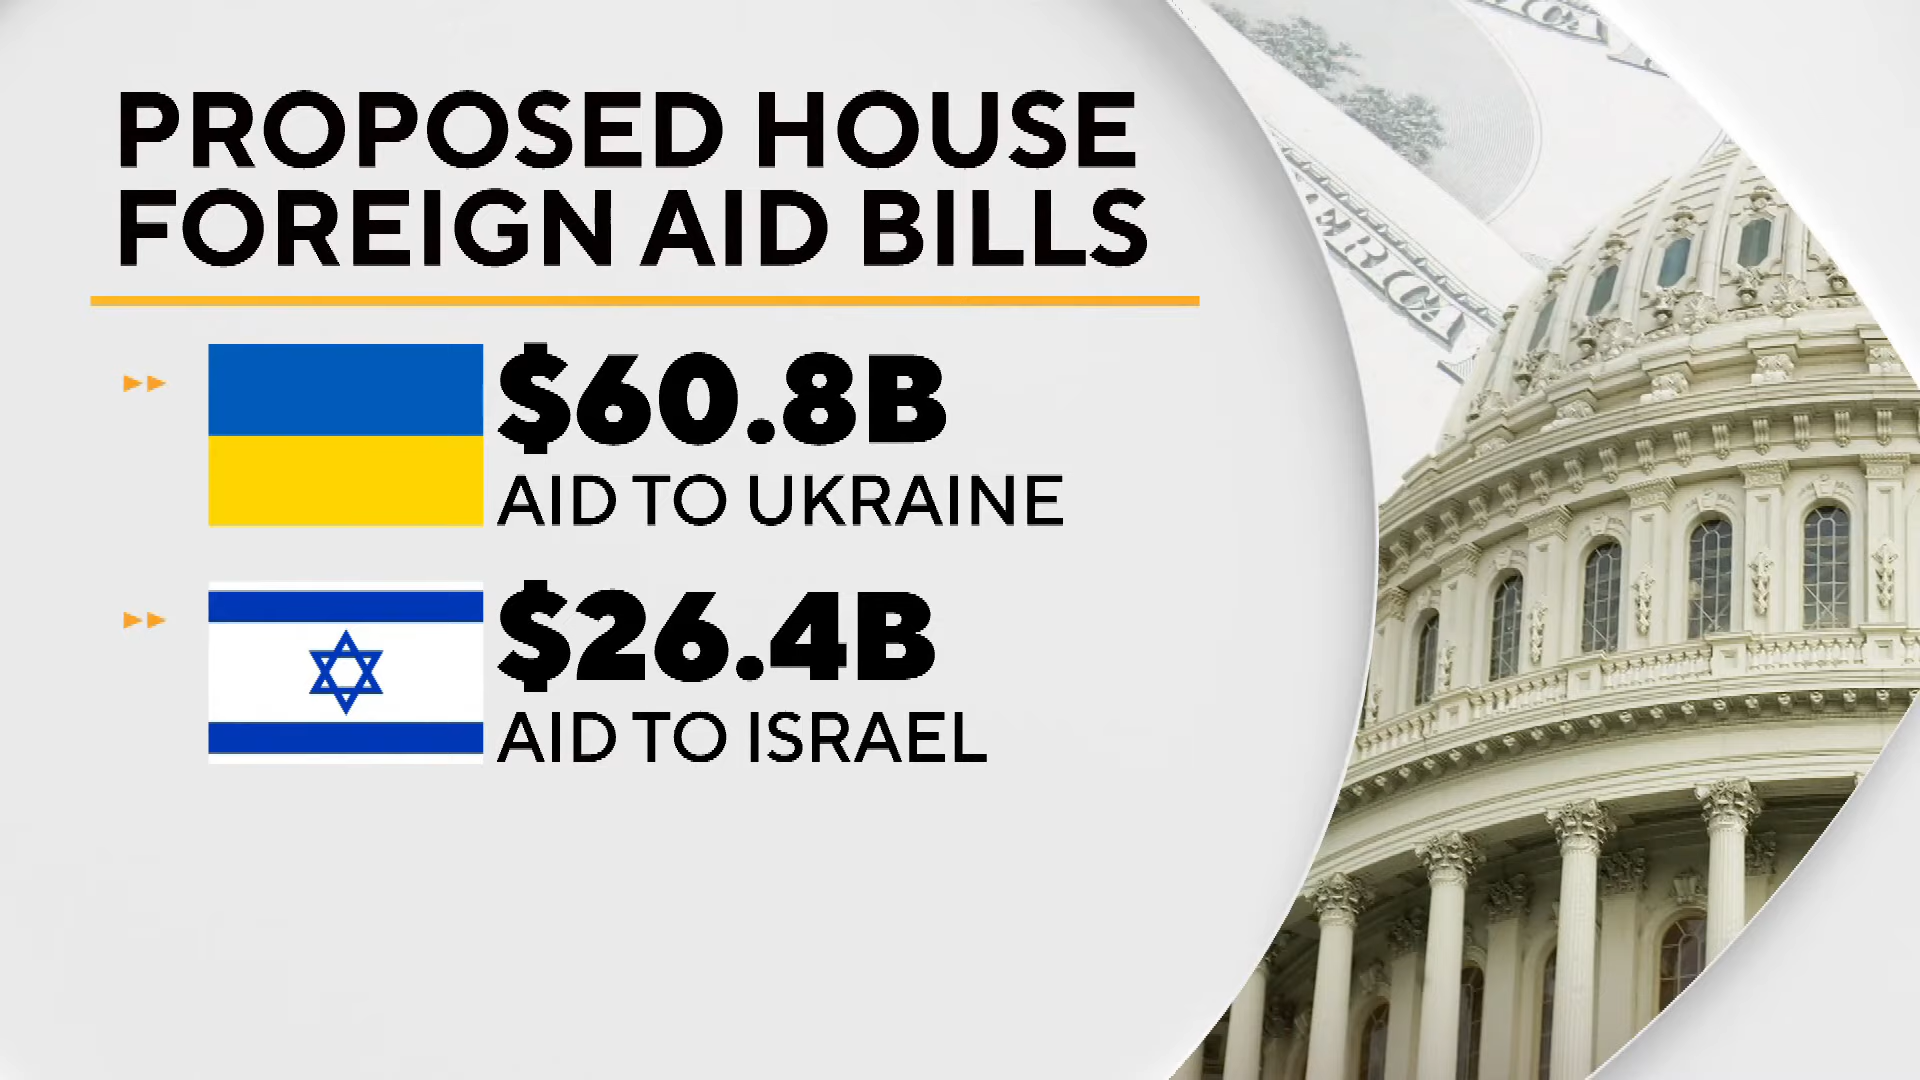 PROPOSED HOUSE
FOREIGN AID BILLS
$60.8B
AID TO UKRAINE
$26.4B
AID TO ISRAEL